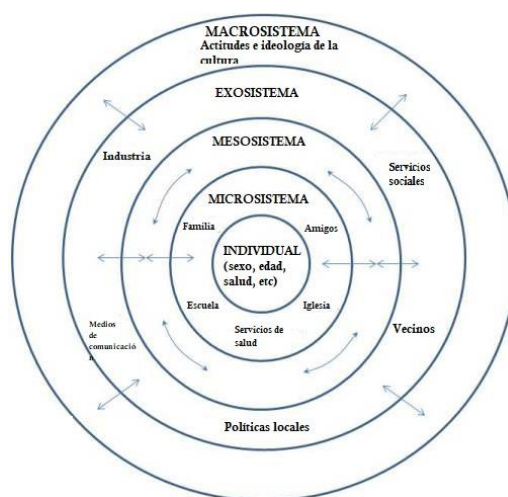 MACROSISTEMA
Actitudes e ideología de la
cultura
EXOSISTEMA
Industria
MESOSISTEMA
Servicios
sociales
MICROSISTEMA
Família
Amigos
INDIVIDUAL
(sexo, edad,
salud, etc)
Escuela
Iglesia
Servicios de
salud
Medios
de
comunicació
n
Vecinos
Políticas locales